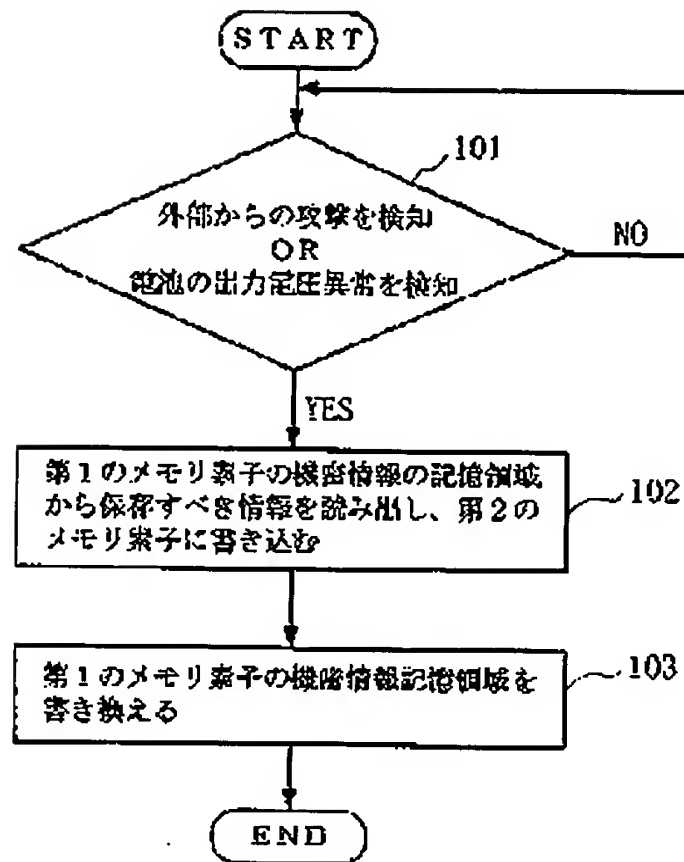 START
101
外部からの攻撃を検知
OR
電池の出力電圧異常を検知
NO
YES
第1のメモリ素子の機密情報の記憶領域
から保存すべき情報を読み出し、第2の
メモリ素子に書き込む
102
第1のメモリ素子の機密情報記憶領域を
書き換える
103
END